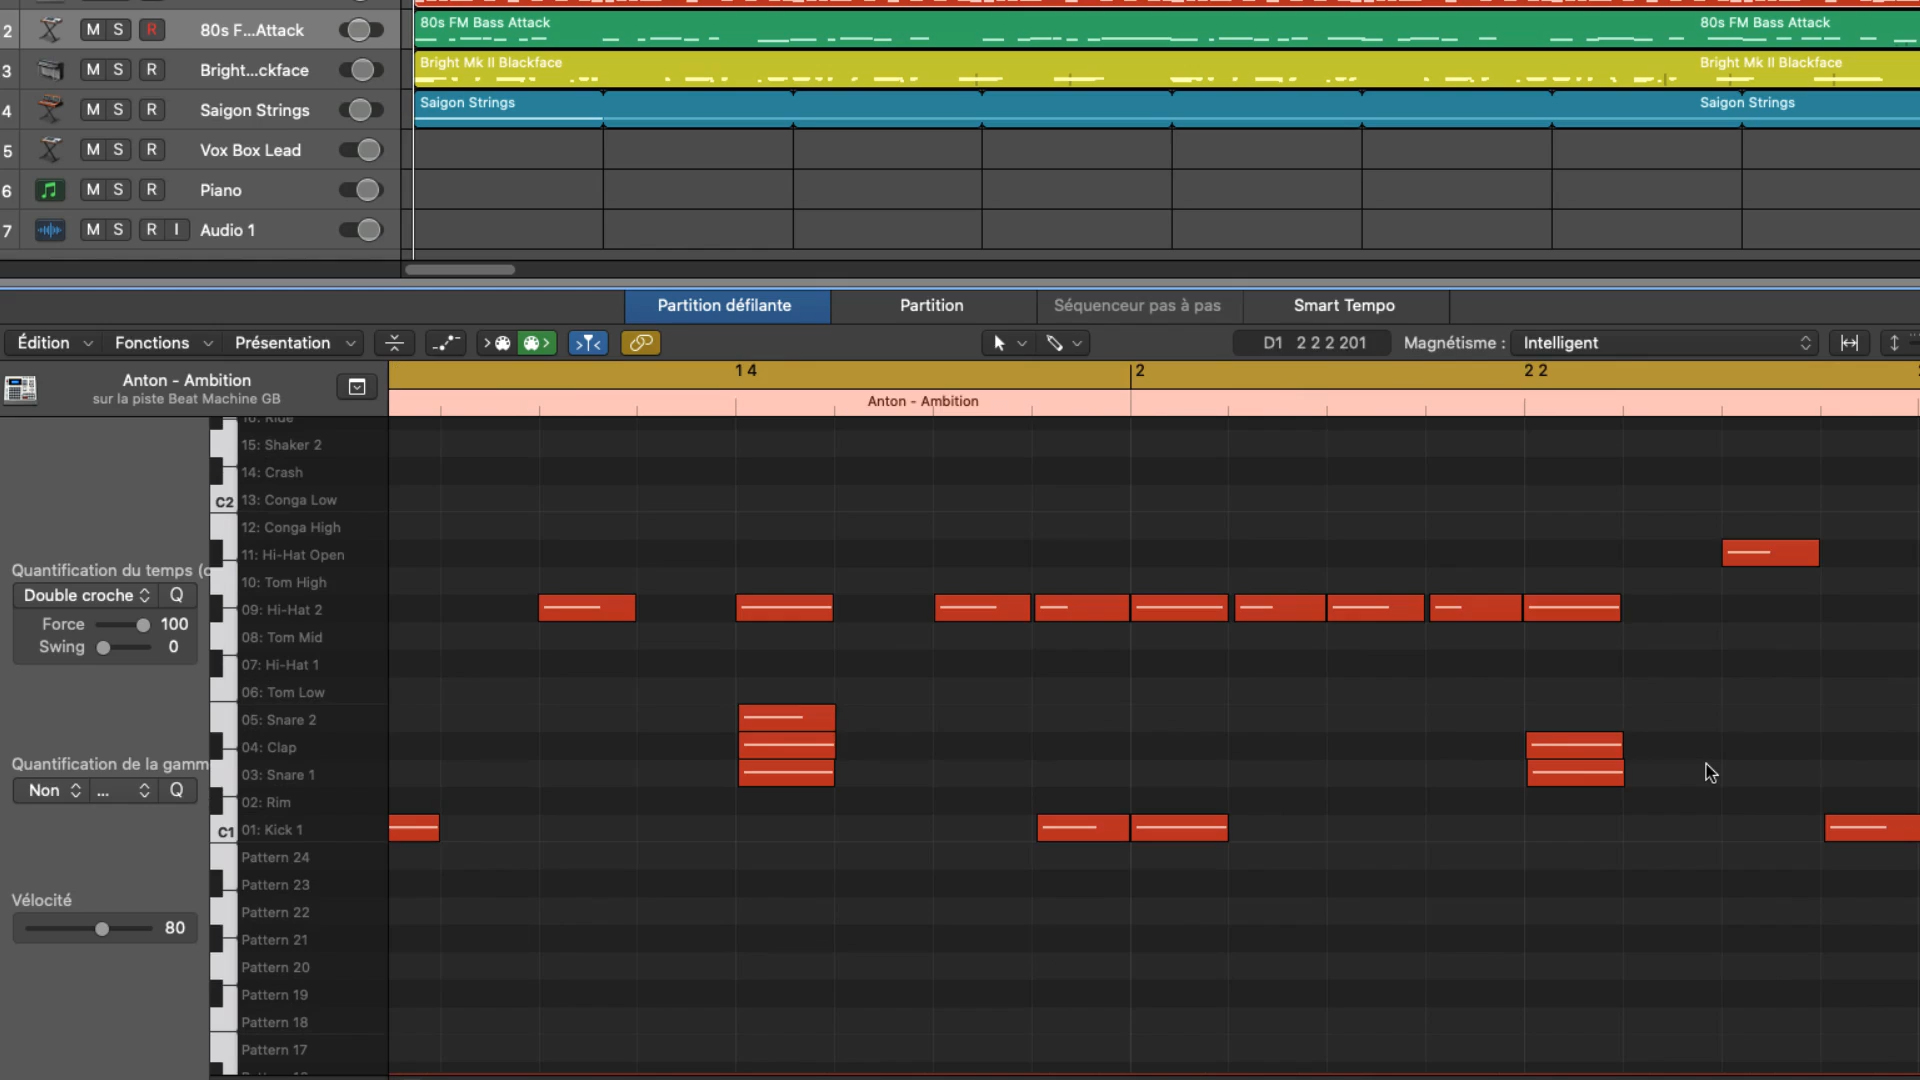 80s FM Bass Attack 80s FM Bass Attack
2 M S R 80s F...Attack
Bright Mk II Blackface Bright Mk II Blackface
3 M S R Bright...ckface
Saigon Strings Saigon Strings
4 M S R Saigon Strings
5 M S R Vox Box Lead
6 M S R Piano
7 M S R I Audio 1
Partition défilante Partition Séquenceur pas à pas Smart Tempo
Édition Fonctions Présentation D1 2 2 2 201 Magnétisme : Intelligent
Anton - Ambition 1 4 2 2 2
sur la piste Beat Machine GB Anton - Ambition
16: Ride
15: Shaker 2
14: Crash
C2 13: Conga Low
12: Conga High
11: Hi-Hat Open
Quantification du temps (c
10: Tom High
Double croche Q
09: Hi-Hat 2
Force 100
08: Tom Mid
Swing 0
07: Hi-Hat 1
06: Tom Low
05: Snare 2
04: Clap
Quantification de la gamm
03: Snare 1
Non ... Q
02: Rim
C1 01: Kick 1
Pattern 24
Pattern 23
Vélocité
Pattern 22
80
Pattern 21
Pattern 20
Pattern 19
Pattern 18
Pattern 17